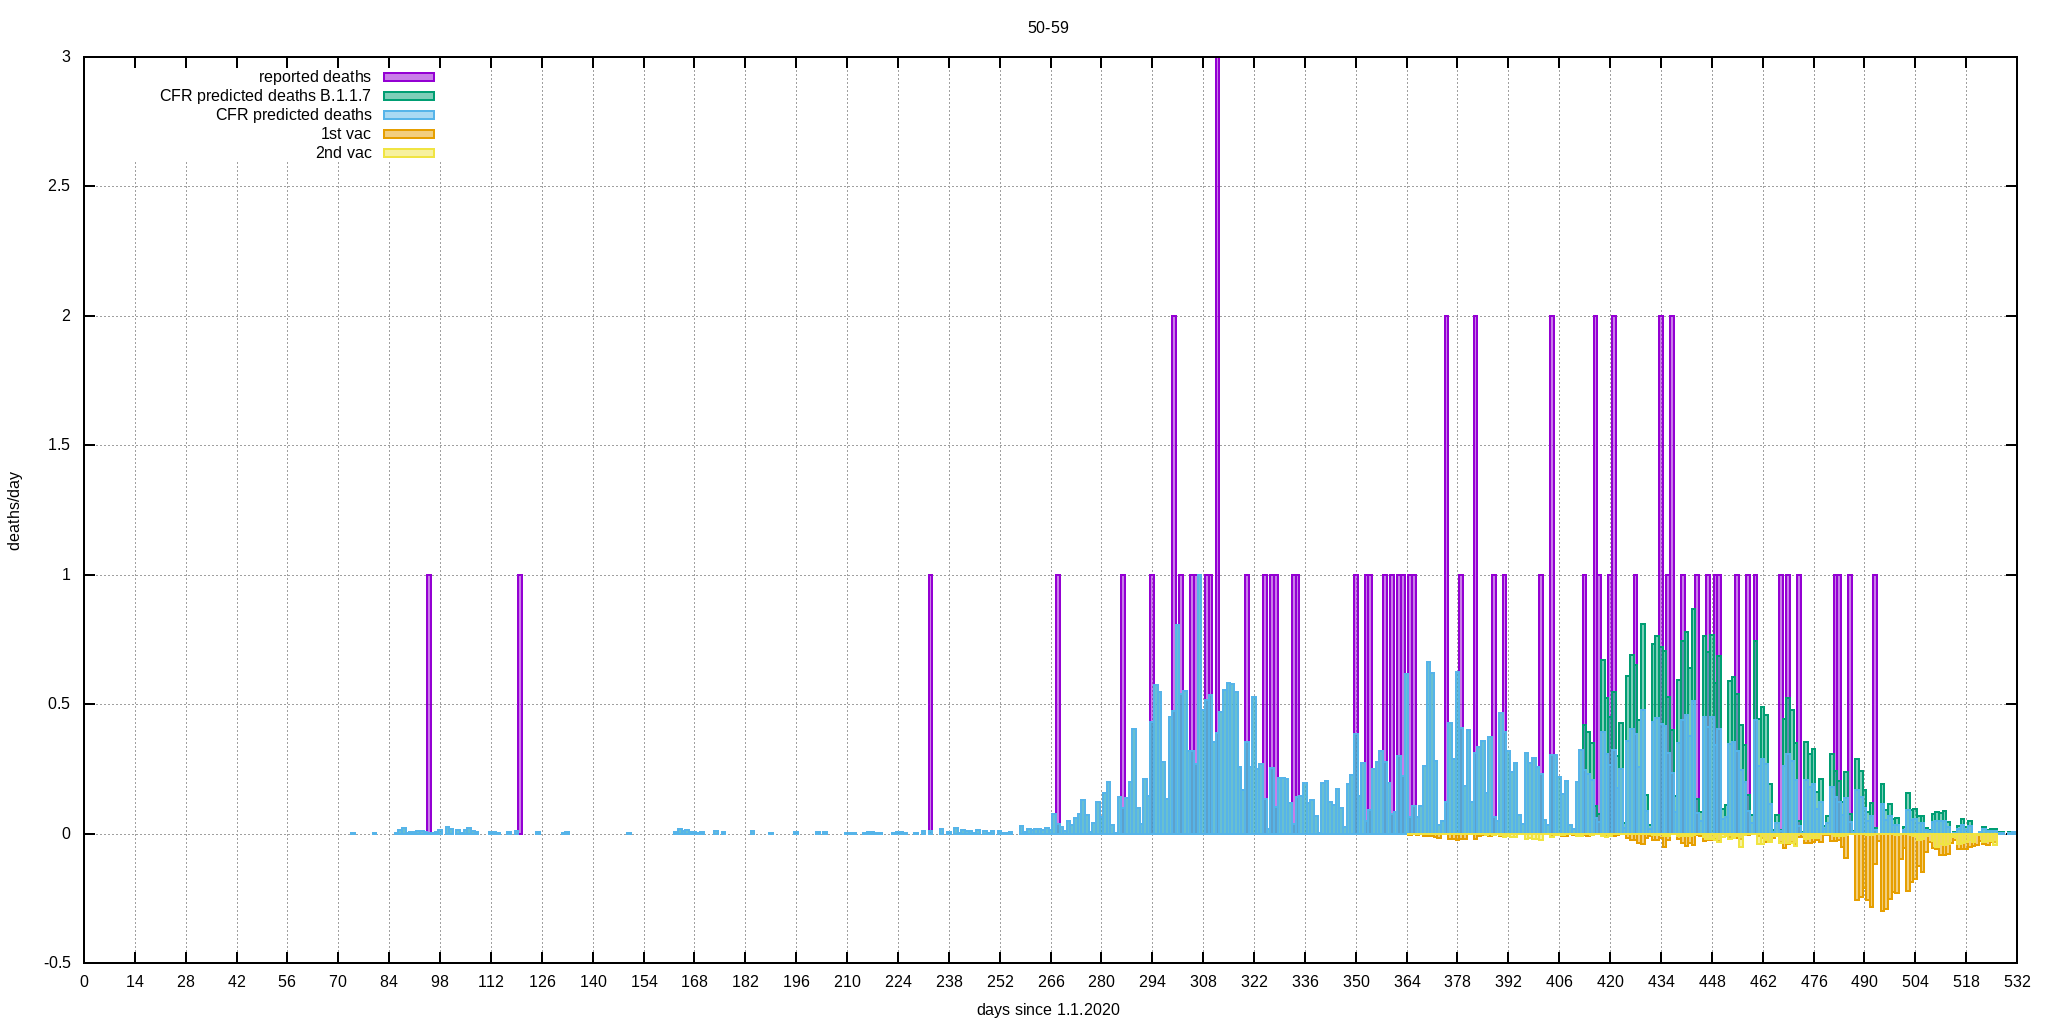 50-59
reported deaths
CFR predicted deaths B.1.1.7
CFR predicted deaths
1st vac
2nd vac
3
2.5
2
1.5
1
0.5
0
-0.5
deaths/day
0 14 28 42 56 70 84 98 112 126 140 154 168 182 196 210 224 238 252 266 280 294 308 322 336 350 364 378 392 406 420 434 448 462 476 490 504 518 532
days since 1.1.2020